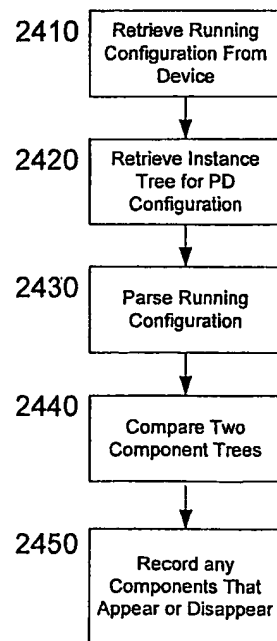 2410
Retrieve Running
Configuration From
Device
2420
Retrieve Instance
Tree for PD
Configuration
2430
Parse Running
Configuration
2440
Compare Two
Component Trees
2450
Record any
Components That
Appear or Disappear